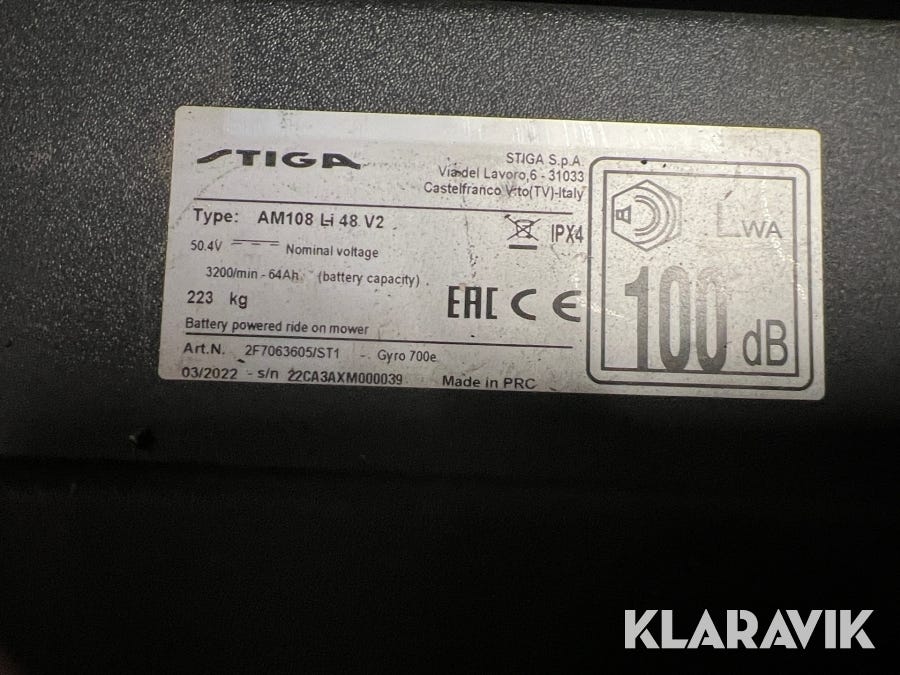 STIGA
STIGA S.p.A.
Via del Lavoro,6 - 31033
Castelfranco V.to(TV)-Italy
Type: AM108 Li 48 V2
IPX4
50.4V Nominal voltage
3200/min - 64Ah (battery capacity)
223 kg
EAC CE
Battery powered ride on mower
Art.N. 2F7063605/ST1 - Gyro 700e
03/2022 - s/n 22CA3AXM000039 Made in PRC
LWA
100 dB
KLARAVIK